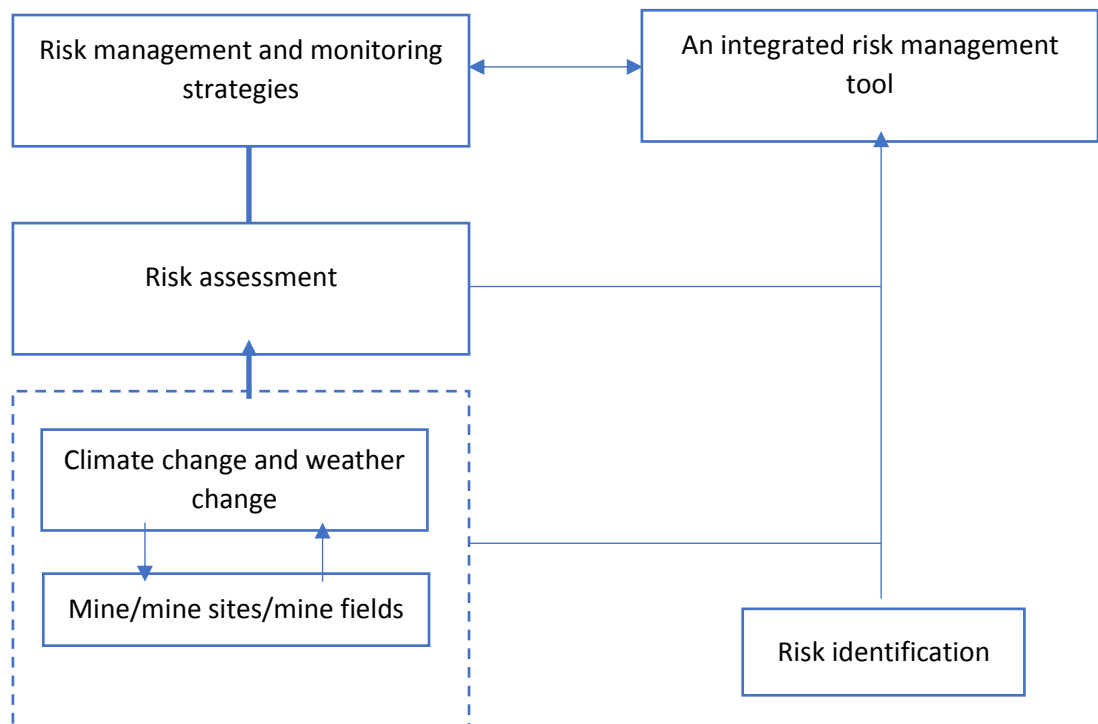 Risk management and monitoring
strategies
An integrated risk management
tool
Risk assessment
Climate change and weather
change
Mine/mine sites/mine fields
Risk identification